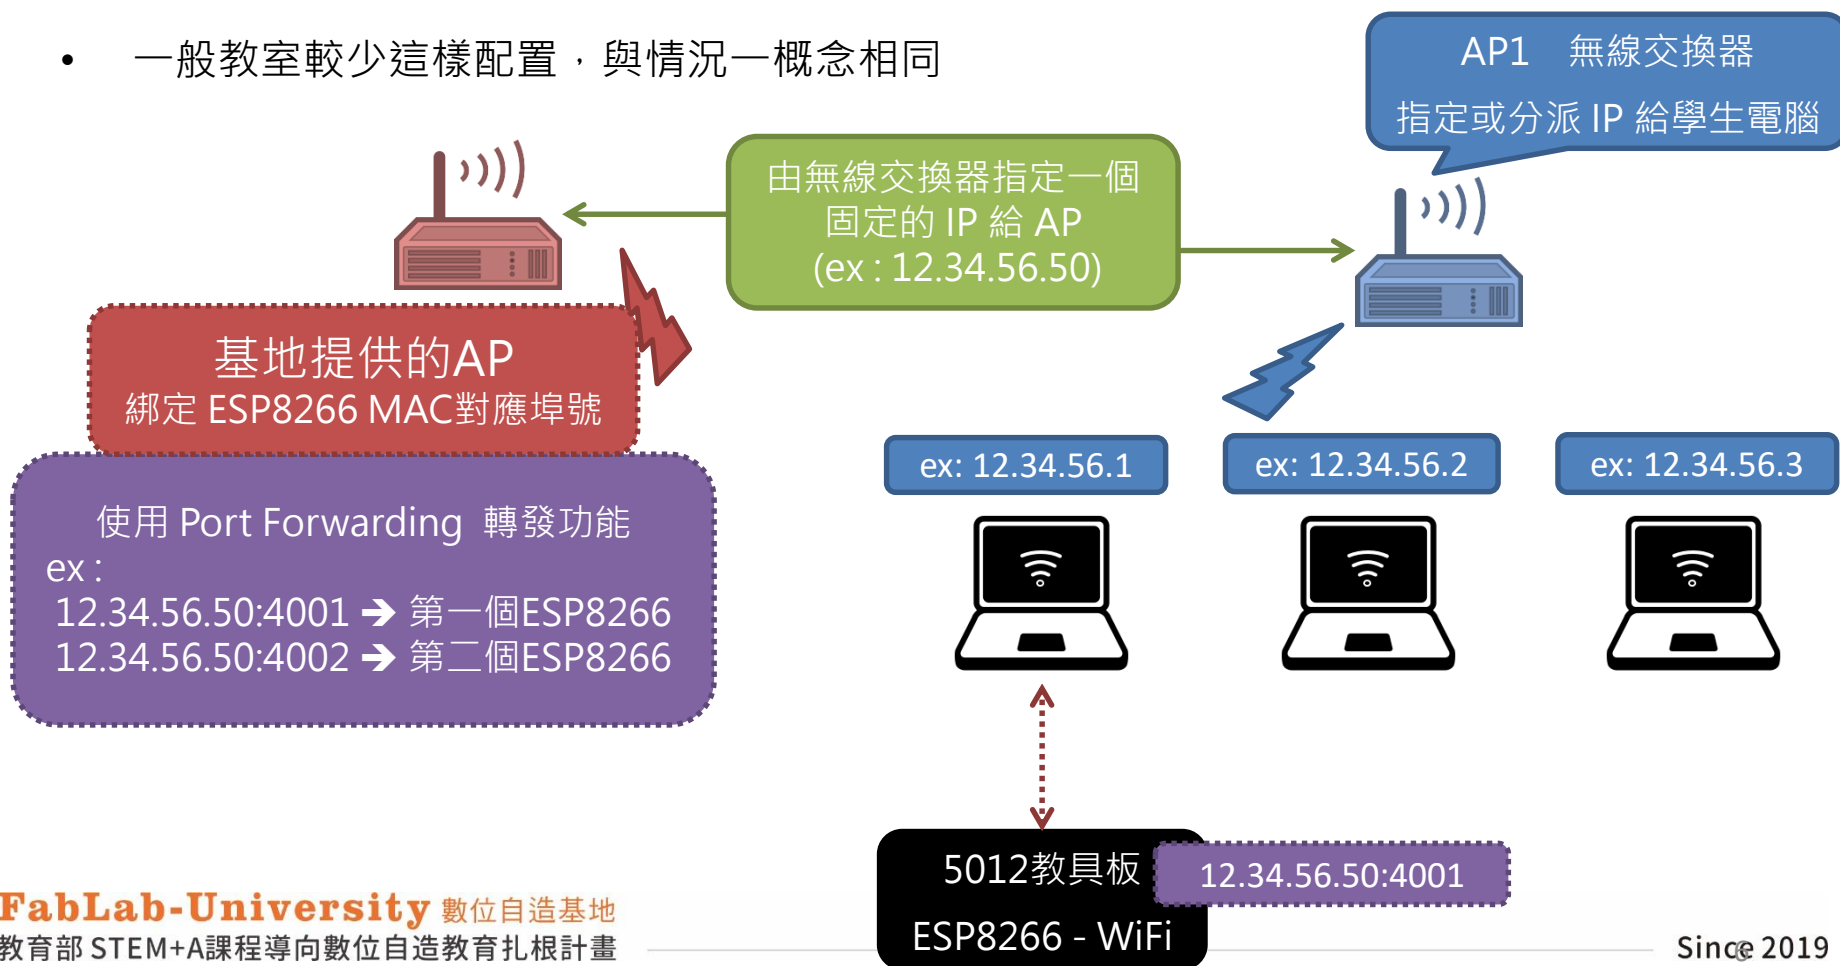 • 一般教室較少這樣配置，與情況一概念相同
AP1 無線交換器
指定或分派 IP 給學生電腦
由無線交換器指定一個
固定的 IP 給 AP
(ex : 12.34.56.50)
基地提供的AP
綁定 ESP8266 MAC對應埠號
使用 Port Forwarding 轉發功能
ex :
12.34.56.50:4001 ➔ 第一個ESP8266
12.34.56.50:4002 ➔ 第二個ESP8266
ex: 12.34.56.1
ex: 12.34.56.2
ex: 12.34.56.3
5012教具板
ESP8266 - WiFi
12.34.56.50:4001
FabLab-University 數位自造基地
教育部 STEM+A課程導向數位自造教育扎根計畫
Since 2019
6